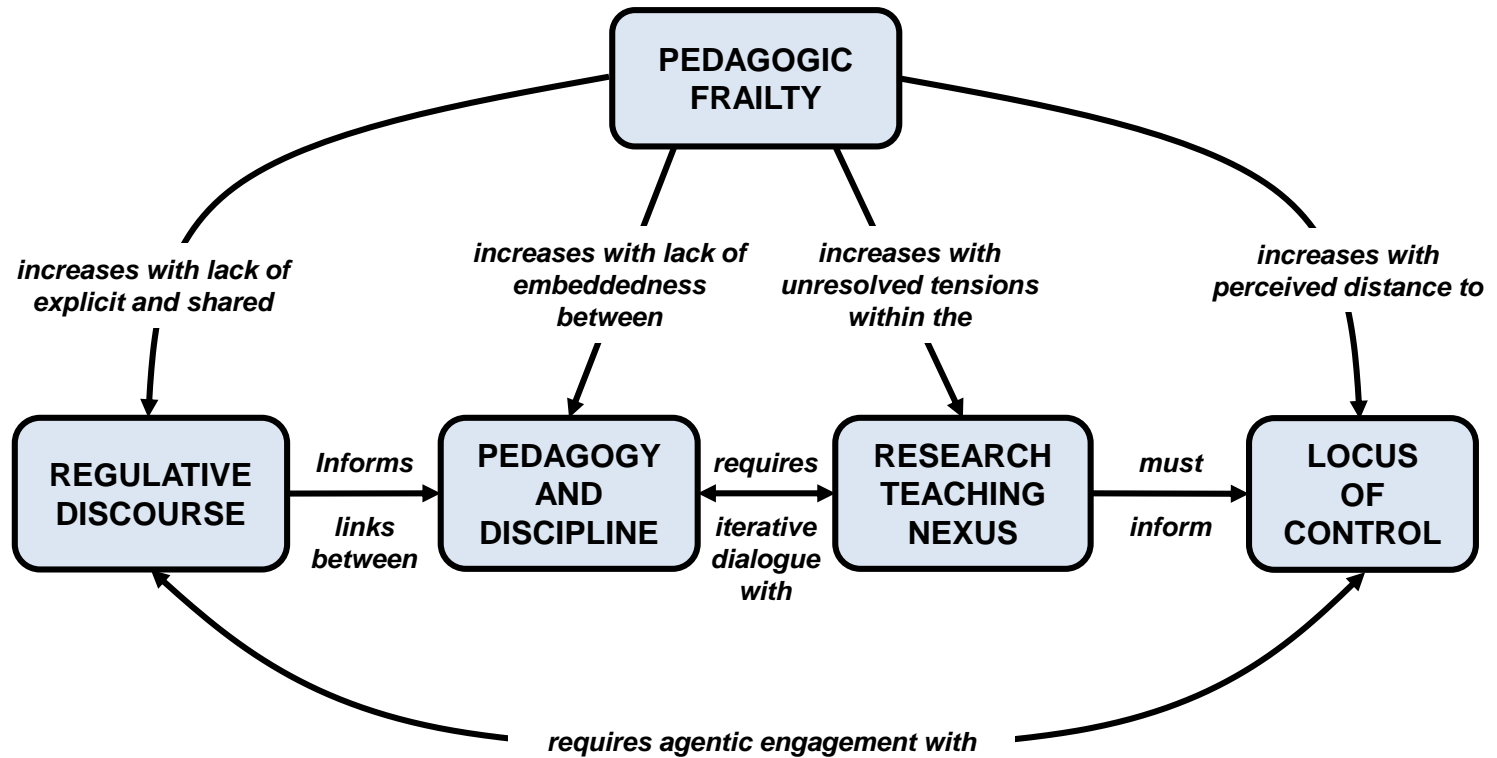 PEDAGOGIC
FRAILTY
increases with lack of
explicit and shared
increases with lack of
embeddedness
between
increases with
unresolved tensions
within the
increases with
perceived distance to
REGULATIVE
DISCOURSE
Informs
links
between
PEDAGOGY
AND
DISCIPLINE
requires
iterative
dialogue
with
RESEARCH
TEACHING
NEXUS
must
inform
LOCUS
OF
CONTROL
requires agentic engagement with